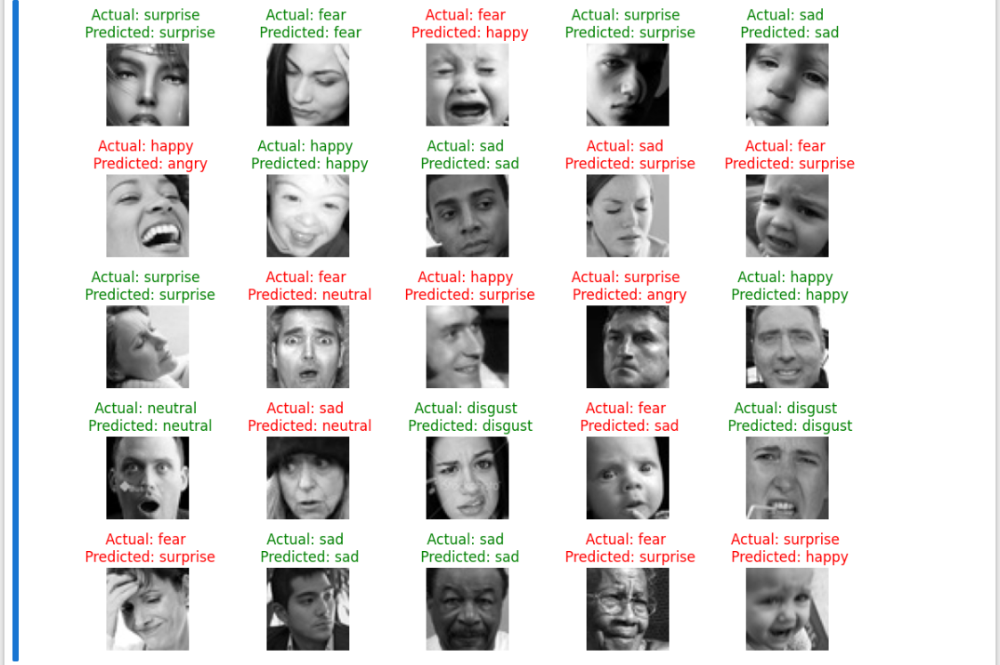 Actual: surprise
Predicted: surprise
Actual: fear
Predicted: fear
Actual: fear
Predicted: happy
Actual: surprise
Predicted: surprise
Actual: sad
Predicted: sad
Actual: happy
Predicted: angry
Actual: happy
Predicted: happy
Actual: sad
Predicted: sad
Actual: sad
Predicted: surprise
Actual: fear
Predicted: surprise
Actual: surprise
Predicted: surprise
Actual: fear
Predicted: neutral
Actual: happy
Predicted: surprise
Actual: surprise
Predicted: angry
Actual: happy
Predicted: happy
Actual: neutral
Predicted: neutral
Actual: sad
Predicted: neutral
Actual: disgust
Predicted: disgust
Actual: fear
Predicted: sad
Actual: disgust
Predicted: disgust
Actual: fear
Predicted: surprise
Actual: sad
Predicted: sad
Actual: sad
Predicted: sad
Actual: fear
Predicted: surprise
Actual: surprise
Predicted: happy